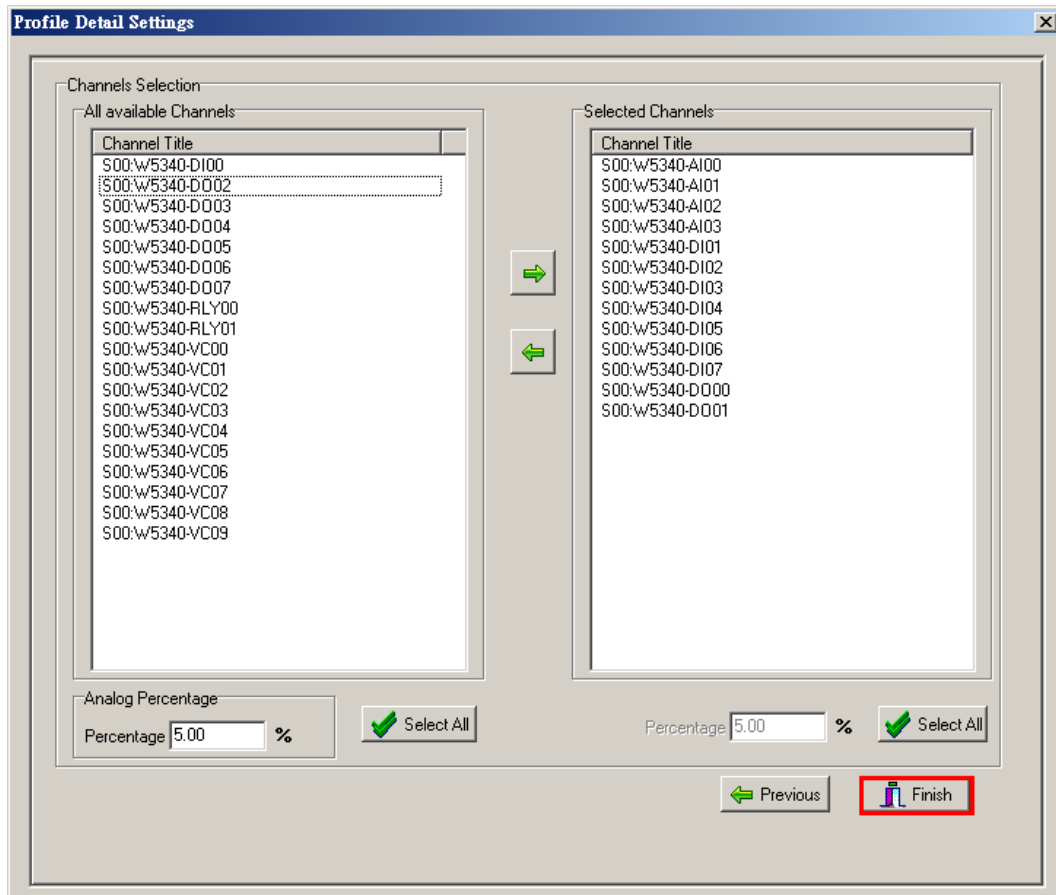 Profile Detail Settings
Channels Selection
All available Channels
Channel Title
S00:W5340-DI00
S00:W5340-DO02
S00:W5340-DO03
S00:W5340-DO04
S00:W5340-DO05
S00:W5340-DO06
S00:W5340-DO07
S00:W5340-RLY00
S00:W5340-RLY01
S00:W5340-VC00
S00:W5340-VC01
S00:W5340-VC02
S00:W5340-VC03
S00:W5340-VC04
S00:W5340-VC05
S00:W5340-VC06
S00:W5340-VC07
S00:W5340-VC08
S00:W5340-VC09
Selected Channels
Channel Title
S00:W5340-AI00
S00:W5340-AI01
S00:W5340-AI02
S00:W5340-AI03
S00:W5340-DI01
S00:W5340-DI02
S00:W5340-DI03
S00:W5340-DI04
S00:W5340-DI05
S00:W5340-DI06
S00:W5340-DI07
S00:W5340-DO00
S00:W5340-DO01
Analog Percentage
Percentage 5.00 %
Select All
Percentage 5.00 %
Select All
Previous
Finish